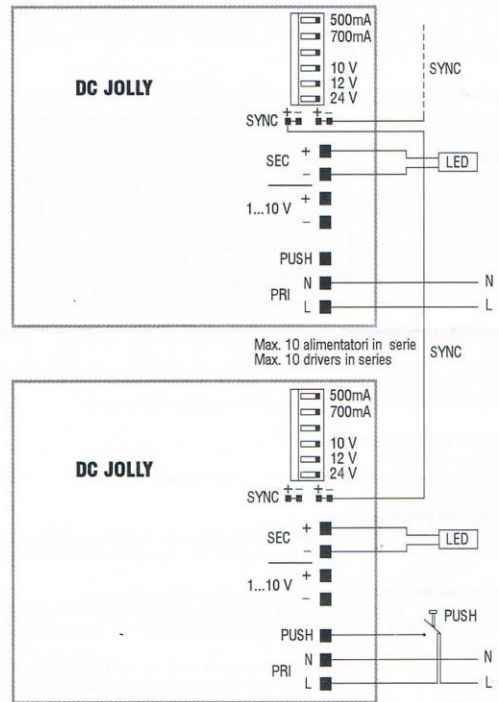 500mA
700mA
10 V
12 V
24 V
DC JOLLY
SYNC
SYNC + - + -
SEC + -
LED
1...10 V + -
PUSH
PRI N L
N
L
Max. 10 alimentatori in serie
Max. 10 drivers in series
SYNC
500mA
700mA
10 V
12 V
24 V
DC JOLLY
SYNC + - + -
SEC + -
LED
1...10 V + -
PUSH
PUSH
PRI N L
N
L